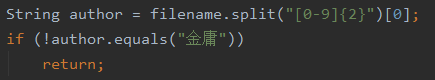 String author = filename.split("[0-9]{2}")[0];
if (!author.equals("金庸"))
    return;